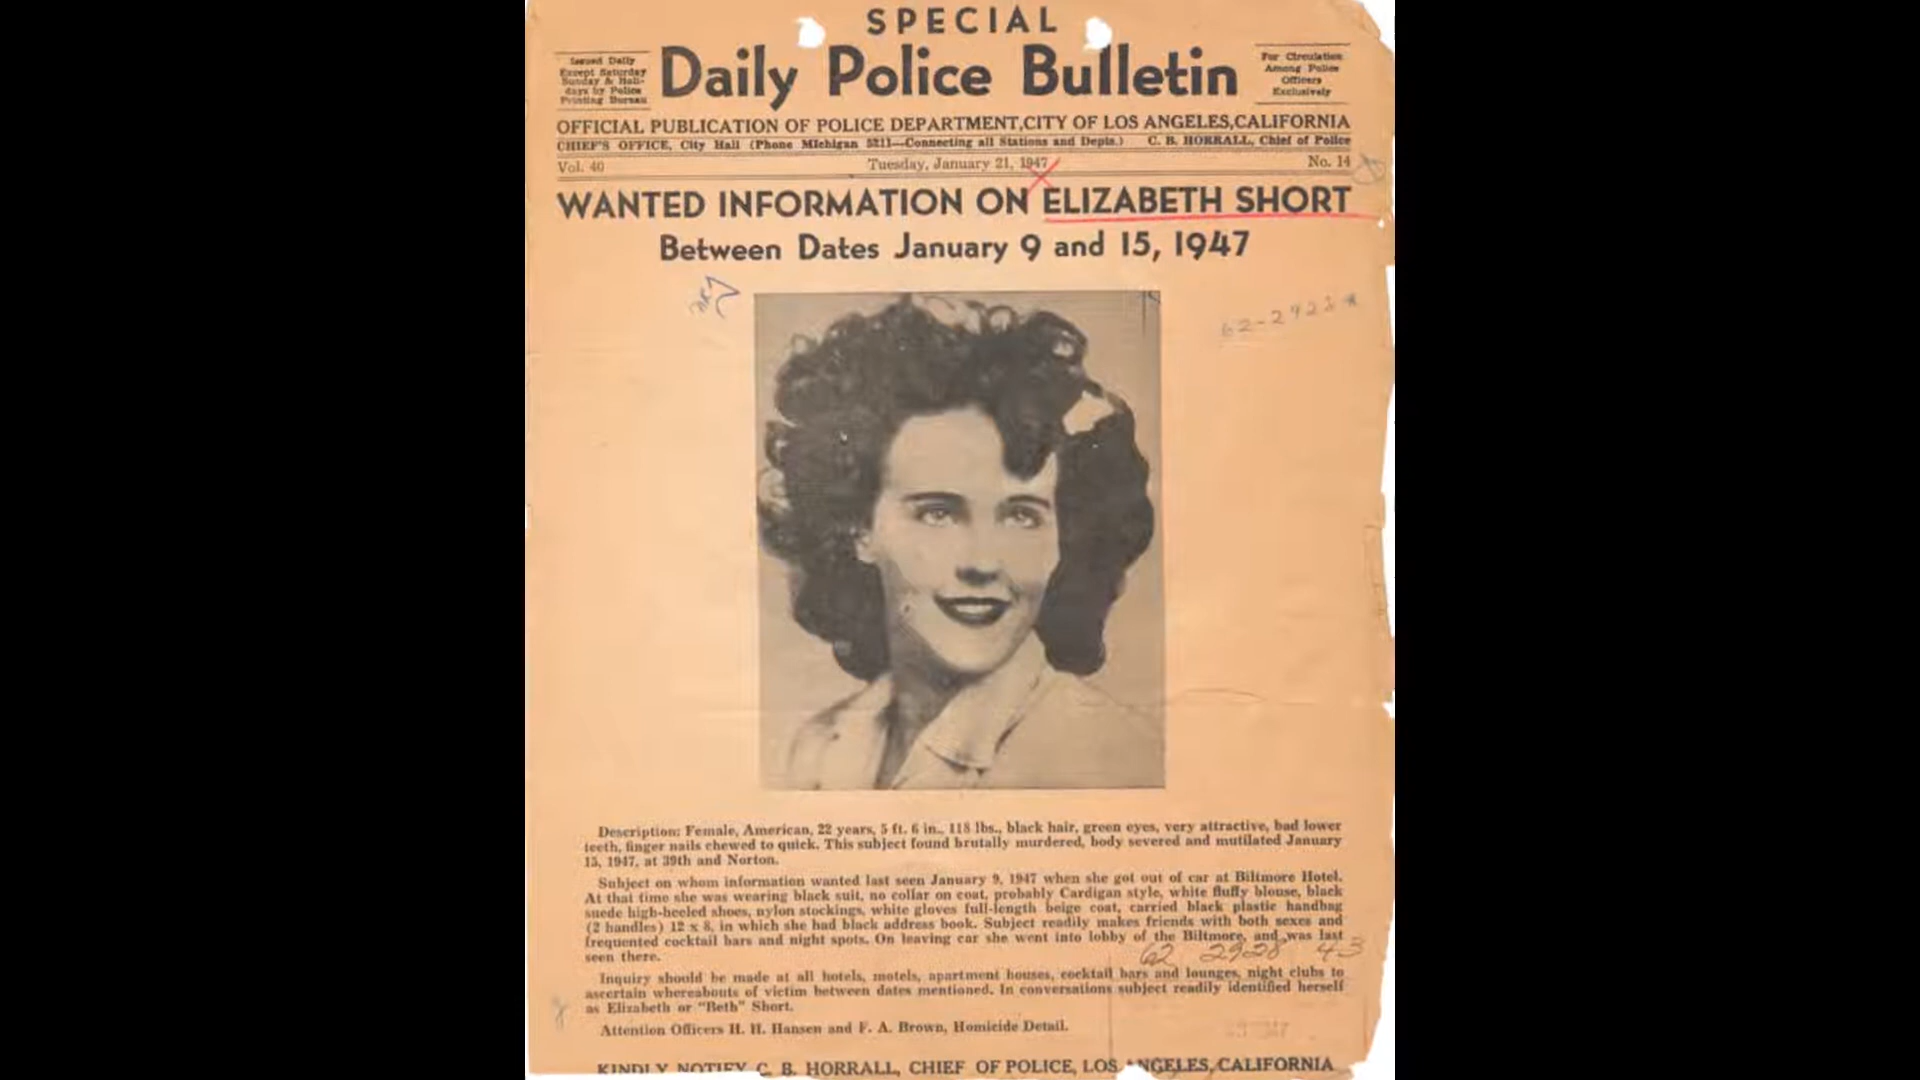 SPECIAL
Issued Daily
Except Saturday
Sunday & Holi-
days by Police
Printing Bureau
Daily Police Bulletin
For Circulation
Among Police
Officers
Exclusively
OFFICIAL PUBLICATION OF POLICE DEPARTMENT, CITY OF LOS ANGELES, CALIFORNIA
CHIEF'S OFFICE, City Hall (Phone MIchigan 5211—Connecting all Stations and Depts.) C. B. HORRALL, Chief of Police
Vol. 40 Tuesday, January 21, 1947 No. 14
WANTED INFORMATION ON ELIZABETH SHORT
Between Dates January 9 and 15, 1947
Description: Female, American, 22 years, 5 ft. 6 in., 118 lbs., black hair, green eyes, very attractive, bad lower
teeth, finger nails chewed to quick. This subject found brutally murdered, body severed and mutilated January
15, 1947, at 39th and Norton.
Subject on whom information wanted last seen January 9, 1947 when she got out of car at Biltmore Hotel.
At that time she was wearing black suit, no collar on coat, probably Cardigan style, white fluffy blouse, black
suede high-heeled shoes, nylon stockings, white gloves full-length beige coat, carried black plastic handbag
(2 handles) 12 x 8, in which she had black address book. Subject readily makes friends with both sexes and
frequented cocktail bars and night spots. On leaving car she went into lobby of the Biltmore, and was last
seen there.
62 2928 43
Inquiry should be made at all hotels, motels, apartment houses, cocktail bars and lounges, night clubs to
ascertain whereabouts of victim between dates mentioned. In conversations subject readily identified herself
as Elizabeth or "Beth" Short.
Attention Officers H. H. Hansen and F. A. Brown, Homicide Detail.
KINDLY NOTIFY C. B. HORRALL, CHIEF OF POLICE, LOS ANGELES, CALIFORNIA